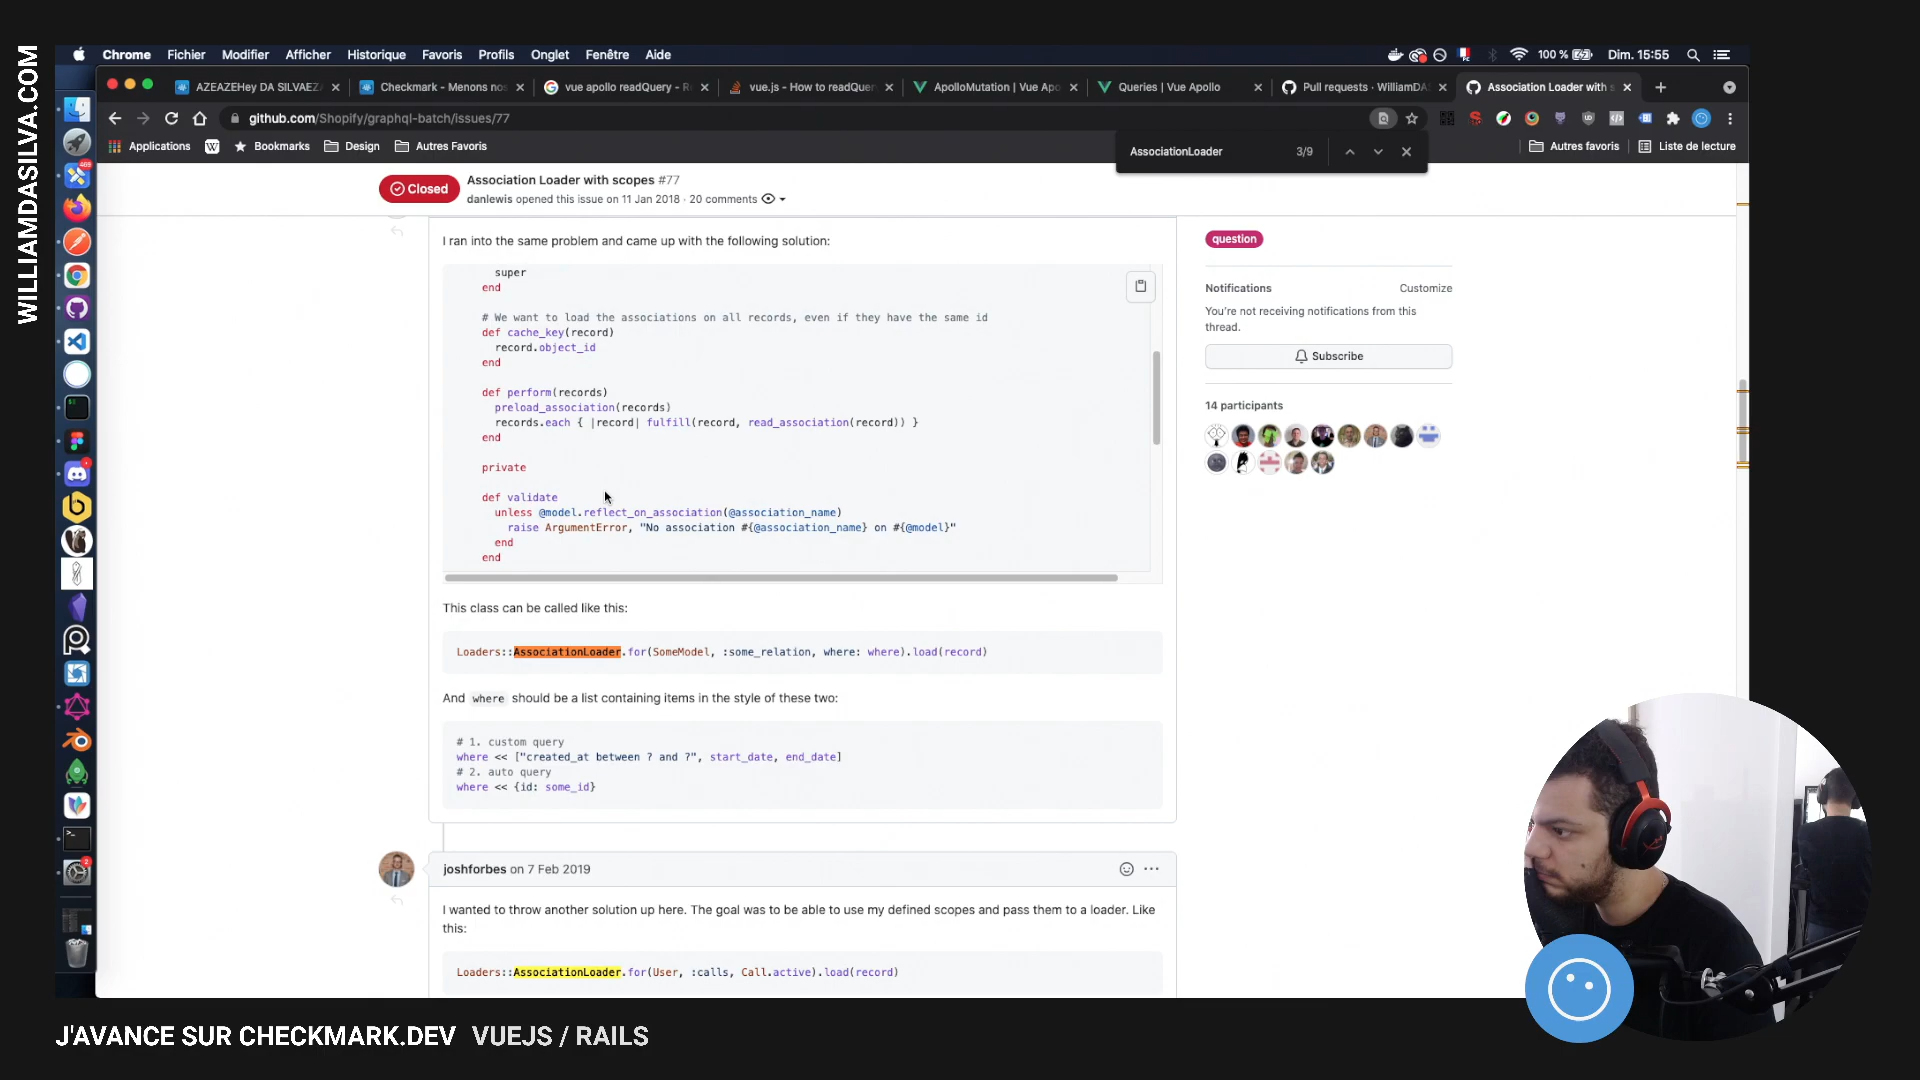 WILLIAMDASILVA.COM
Chrome Fichier Modifier Afficher Historique Favoris Profils Onglet Fenêtre Aide
100 % Dim. 15:55
AZEAZEHey DA SILVAEZ
Checkmark - Menons nos
vue apollo readQuery - R
vue.js - How to readQuer
ApolloMutation | Vue Apo
Queries | Vue Apollo
Pull requests · WilliamDA
Association Loader with s
github.com/Shopify/graphql-batch/issues/77
Applications Bookmarks Design Autres Favoris
AssociationLoader 3/9
Autres favoris Liste de lecture
Closed
Association Loader with scopes #77
danlewis opened this issue on 11 Jan 2018 · 20 comments
I ran into the same problem and came up with the following solution:
super
end
# We want to load the associations on all records, even if they have the same id
def cache_key(record)
record.object_id
end
def perform(records)
preload_association(records)
records.each { |record| fulfill(record, read_association(record)) }
end
private
def validate
unless @model.reflect_on_association(@association_name)
raise ArgumentError, "No association #{@association_name} on #{@model}"
end
end
This class can be called like this:
Loaders::AssociationLoader.for(SomeModel, :some_relation, where: where).load(record)
And where should be a list containing items in the style of these two:
# 1. custom query
where << ["created_at between ? and ?", start_date, end_date]
# 2. auto query
where << {id: some_id}
joshforbes on 7 Feb 2019
I wanted to throw another solution up here. The goal was to be able to use my defined scopes and pass them to a loader. Like
this:
Loaders::AssociationLoader.for(User, :calls, Call.active).load(record)
question
Notifications Customize
You're not receiving notifications from this
thread.
Subscribe
14 participants
J'AVANCE SUR CHECKMARK.DEV VUEJS / RAILS